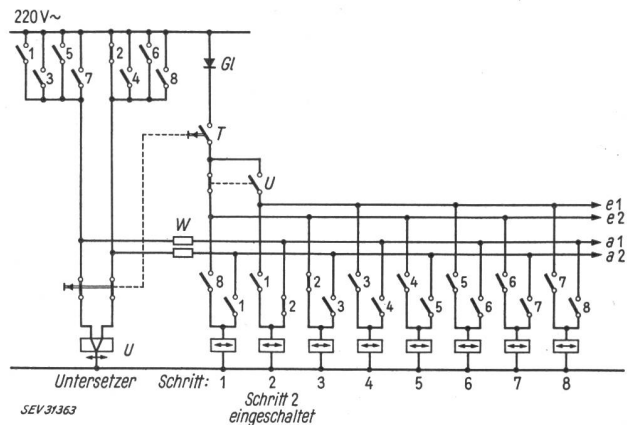 220 V~
1 5 2 6
3 7 4 8
Gl
T
U
e1
e2
W
a1
a2
8 1 2 3 4 5 6 7
1 2 3 4 5 6 7 8
U
Untersetzer Schritt: 1 2 3 4 5 6 7 8
Schritt 2
eingeschaltet
SEV 31363